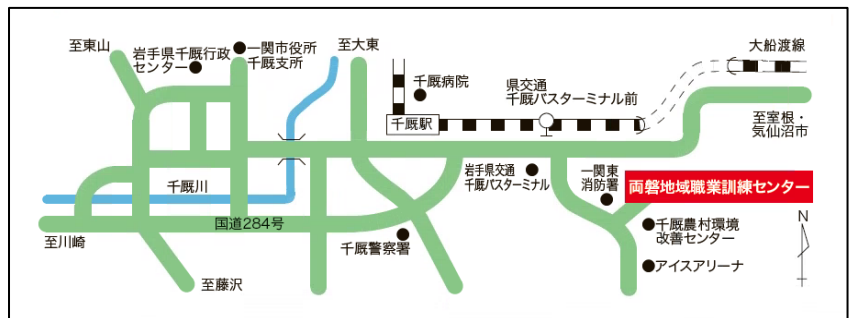 至東山
岩手県千厩行政
センター
一関市役所
千厩支所
至大東
千厩病院
千厩駅
県交通
千厩バスターミナル前
大船渡線
至室根・
気仙沼市
千厩川
岩手県交通
千厩バスターミナル
一関東
消防署
両磐地域職業訓練センター
国道284号
至川崎
千厩警察署
千厩農村環境
改善センター
アイスアリーナ
至藤沢
N